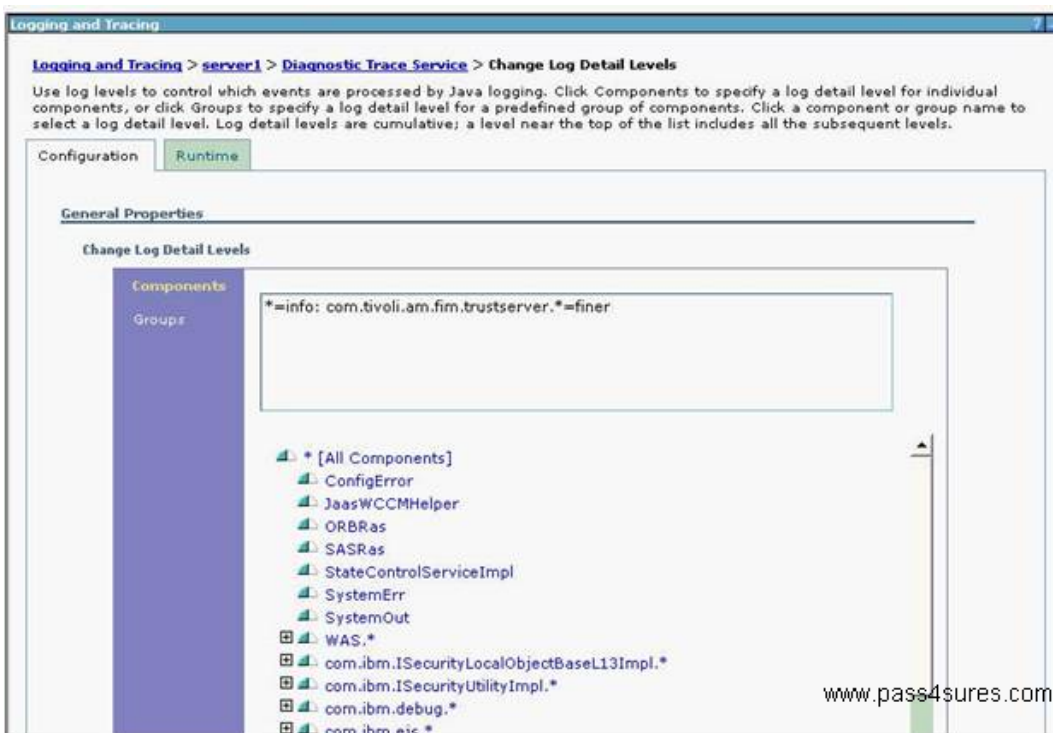 Logging and Tracing
?
Logging and Tracing > server1 > Diagnostic Trace Service > Change Log Detail Levels
Use log levels to control which events are processed by Java logging. Click Components to specify a log detail level for individual
components, or click Groups to specify a log detail level for a predefined group of components. Click a component or group name to
select a log detail level. Log detail levels are cumulative; a level near the top of the list includes all the subsequent levels.
Configuration
Runtime
General Properties
Change Log Detail Levels
Components
Groups
*=info: com.tivoli.am.fim.trustserver.*=finer
* [All Components]
ConfigError
JaasWCCMHelper
ORBRas
SASRas
StateControlServiceImpl
SystemErr
SystemOut
WAS.*
com.ibm.ISecurityLocalObjectBaseL13Impl.*
com.ibm.ISecurityUtilityImpl.*
com.ibm.debug.*
com.ibm.ejs.*
www.pass4sures.com